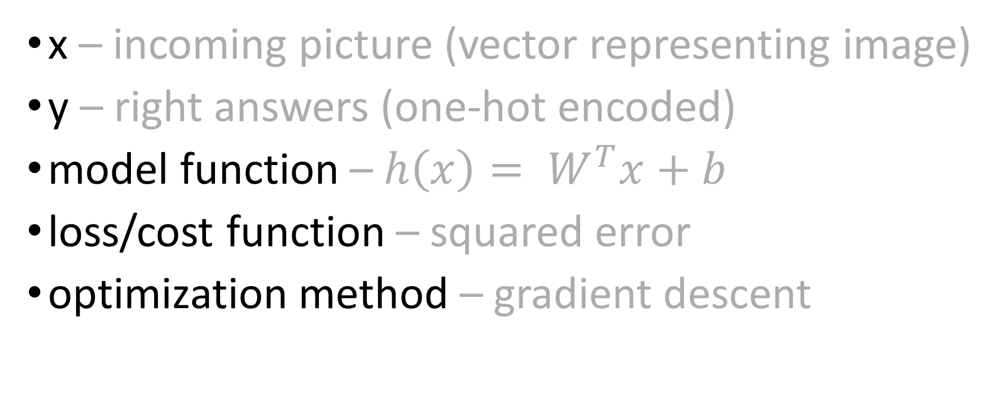 •x – incoming picture (vector representing image)
•y – right answers (one-hot encoded)
•model function – h(x) = W^T x + b
•loss/cost function – squared error
•optimization method – gradient descent